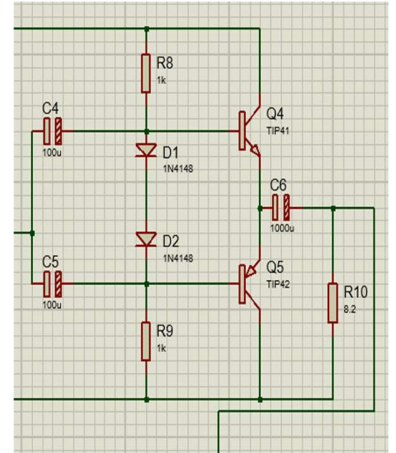 R8
1k
C4
100u
Q4
TIP41
D1
1N4148
C6
1000u
D2
1N4148
C5
100u
Q5
TIP42
R10
8.2
R9
1k